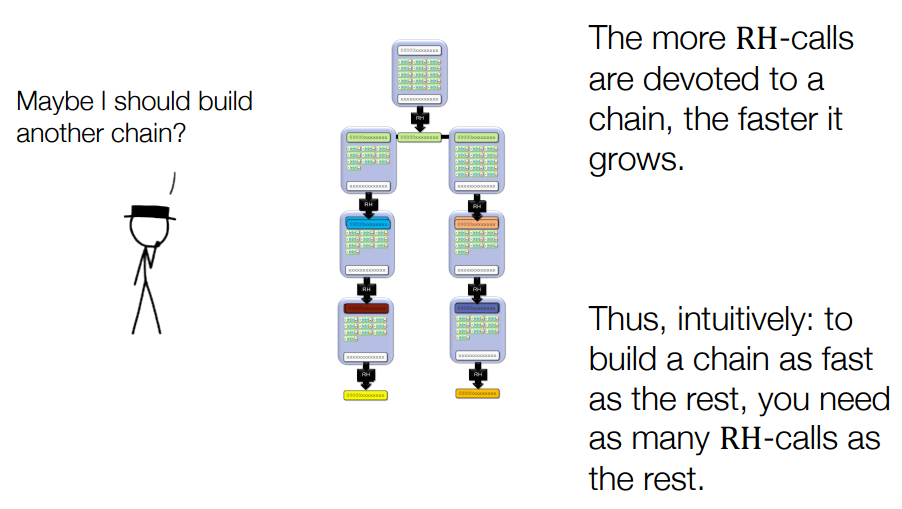 Maybe I should build
another chain?
The more RH-calls
are devoted to a
chain, the faster it
grows.
RH
RH
RH
RH
RH
RH
RH
Thus, intuitively: to
build a chain as fast
as the rest, you need
as many RH-calls as
the rest.